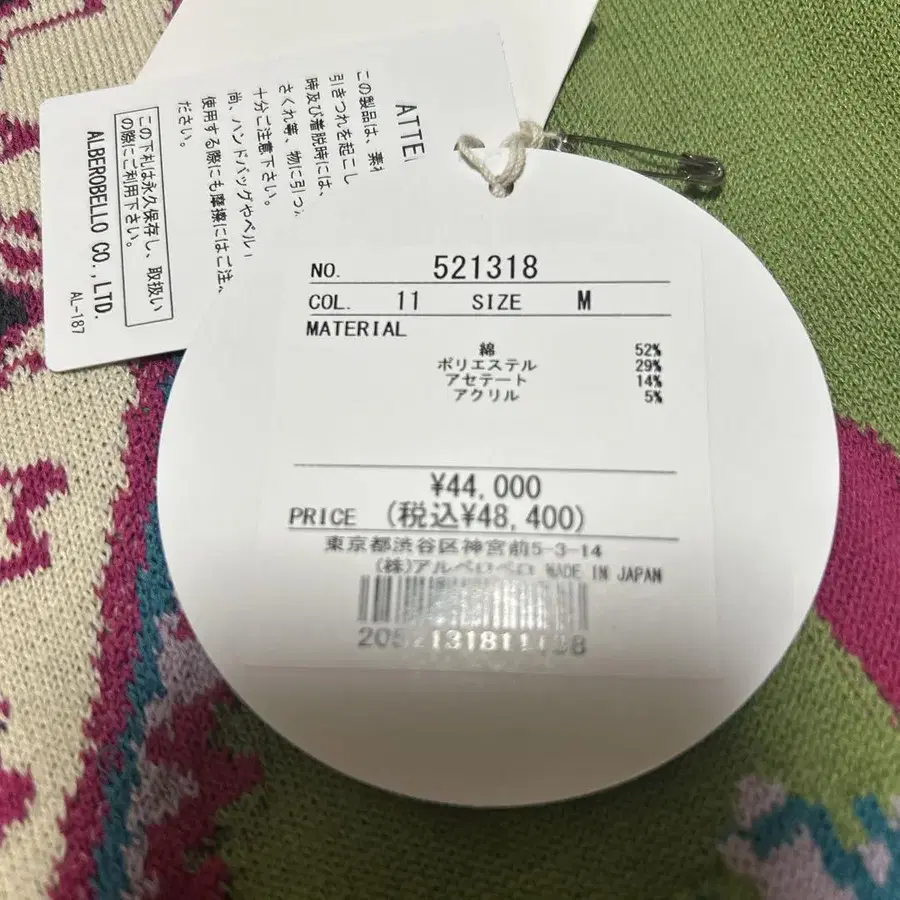 ATTE
この製品は、素
引きつれを起こし
時及び着脱時には、
さくれ等、物に引っ
十分ご注意下さい。
尚、ハンドバッグやベル
使用する際にも摩擦にはご注
ださい。
この下札は永久保存し、取扱い
の際にご利用下さい。
ALBEROBELLO CO.,LTD.
AL-187
NO. 521318
COL. 11 SIZE M
MATERIAL
綿 52%
ポリエステル 29%
アセテート 14%
アクリル 5%
¥44,000
PRICE (税込¥48,400)
東京都渋谷区神宮前5-3-14
(株)アルベロベロ MADE IN JAPAN